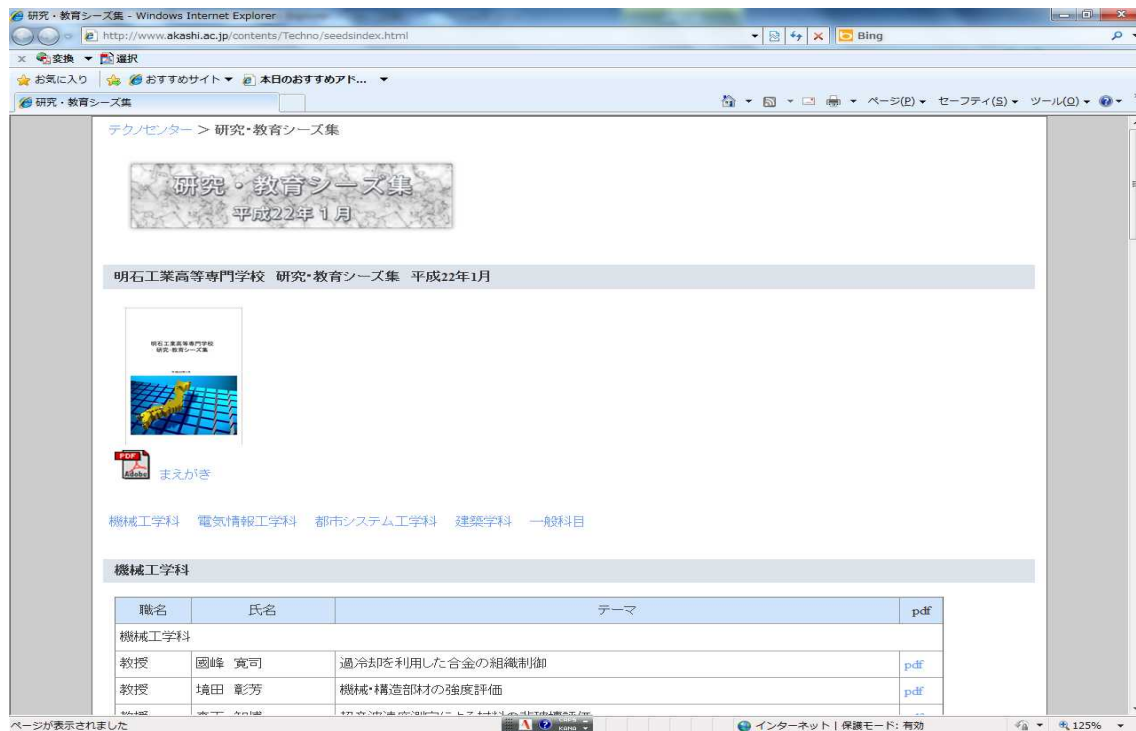 研究・教育シーズ集 - Windows Internet Explorer
http://www.akashi.ac.jp/contents/Techno/seedsindex.html
Bing
変換 選択
お気に入り おすすめサイト 本日のおすすめアド...
研究・教育シーズ集
ページ(P) セーフティ(S) ツール(O)
テクノセンター > 研究・教育シーズ集
研究・教育シーズ集
平成22年1月
明石工業高等専門学校 研究・教育シーズ集 平成22年1月
明石工業高等専門学校
研究・教育シーズ集
PDF
Adobe
まえがき
機械工学科 電気情報工学科 都市システム工学科 建築学科 一般科目
機械工学科
職名 氏名 テーマ pdf
機械工学科
教授 國峰 寛司 過冷却を利用した合金の組織制御 pdf
教授 境田 彰芳 機械・構造部材の強度評価 pdf
ページが表示されました
A CAPS KANA
インターネット | 保護モード: 有効
125%